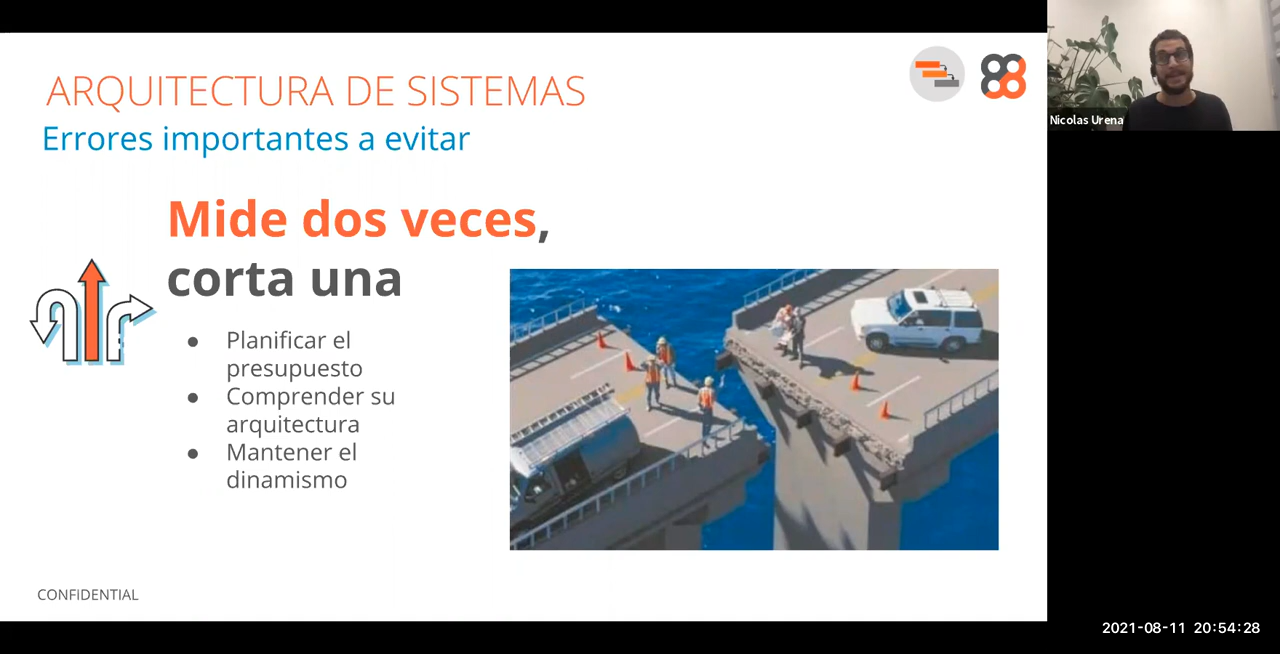 ARQUITECTURA DE SISTEMAS
Errores importantes a evitar
Mide dos veces,
corta una
● Planificar el
presupuesto
● Comprender su
arquitectura
● Mantener el
dinamismo
CONFIDENTIAL
88
Nicolas Urena
2021-08-11 20:54:28